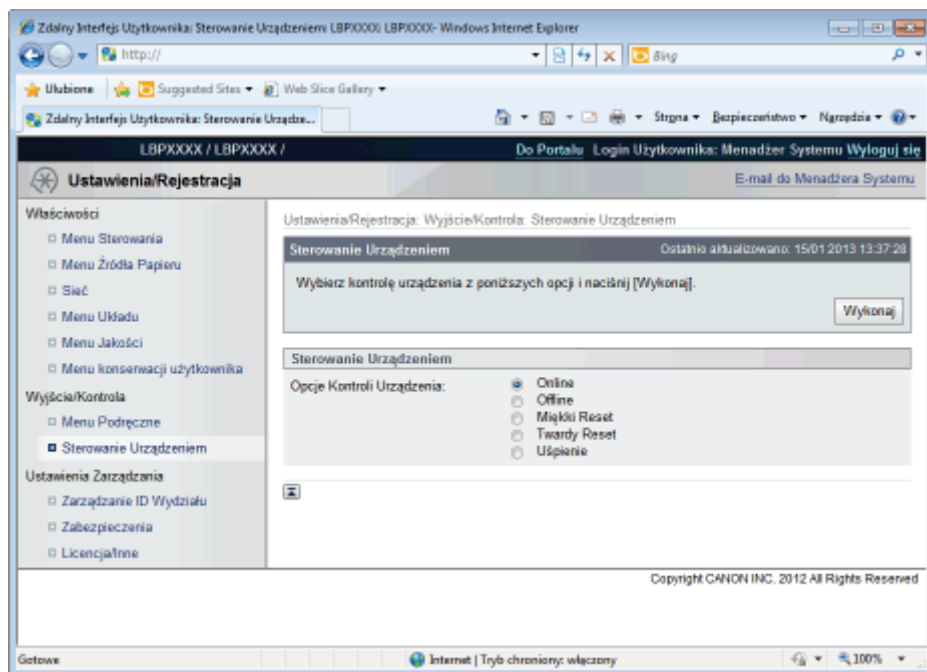 Zdalny Interfejs Użytkownika: Sterowanie Urządzeniem: LBPXXXX: LBPXXXX- Windows Internet Explorer
http://
Bing
Ulubione Suggested Sites Web Slice Gallery
Zdalny Interfejs Użytkownika: Sterowanie Urządze... Strona Bezpieczeństwo Narzędzia
LBPXXXX / LBPXXXX / Do Portalu Login Użytkownika: Menadżer Systemu Wyloguj się
Ustawienia/Rejestracja E-mail do Menadżera Systemu
Właściwości
Menu Sterowania
Menu Źródła Papieru
Sieć
Menu Układu
Menu Jakości
Menu konserwacji użytkownika
Wyjście/Kontrola
Menu Podręczne
Sterowanie Urządzeniem
Ustawienia Zarządzania
Zarządzanie ID Wydziału
Zabezpieczenia
Licencja/Inne
Ustawienia/Rejestracja: Wyjście/Kontrola: Sterowanie Urządzeniem
Sterowanie Urządzeniem Ostatnio aktualizowano: 15/01 2013 13:37:28
Wybierz kontrolę urządzenia z poniższych opcji i naciśnij [Wykonaj].
Wykonaj
Sterowanie Urządzeniem
Opcje Kontroli Urządzenia: Online
Offline
Miękki Reset
Twardy Reset
Uśpienie
Copyright CANON INC. 2012 All Rights Reserved
Gotowe Internet | Tryb chroniony: włączony 100%